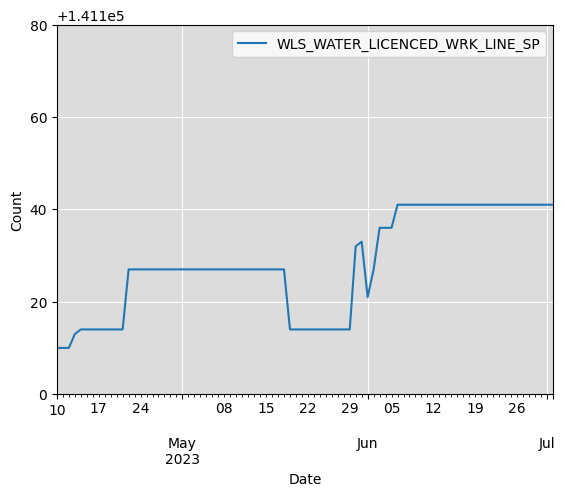 +1.411e5
80
60
40
20
0
Count
WLS_WATER_LICENCED_WRK_LINE_SP
10 17 24 08 15 22 29 05 12 19 26
May Jun Jul
2023
Date